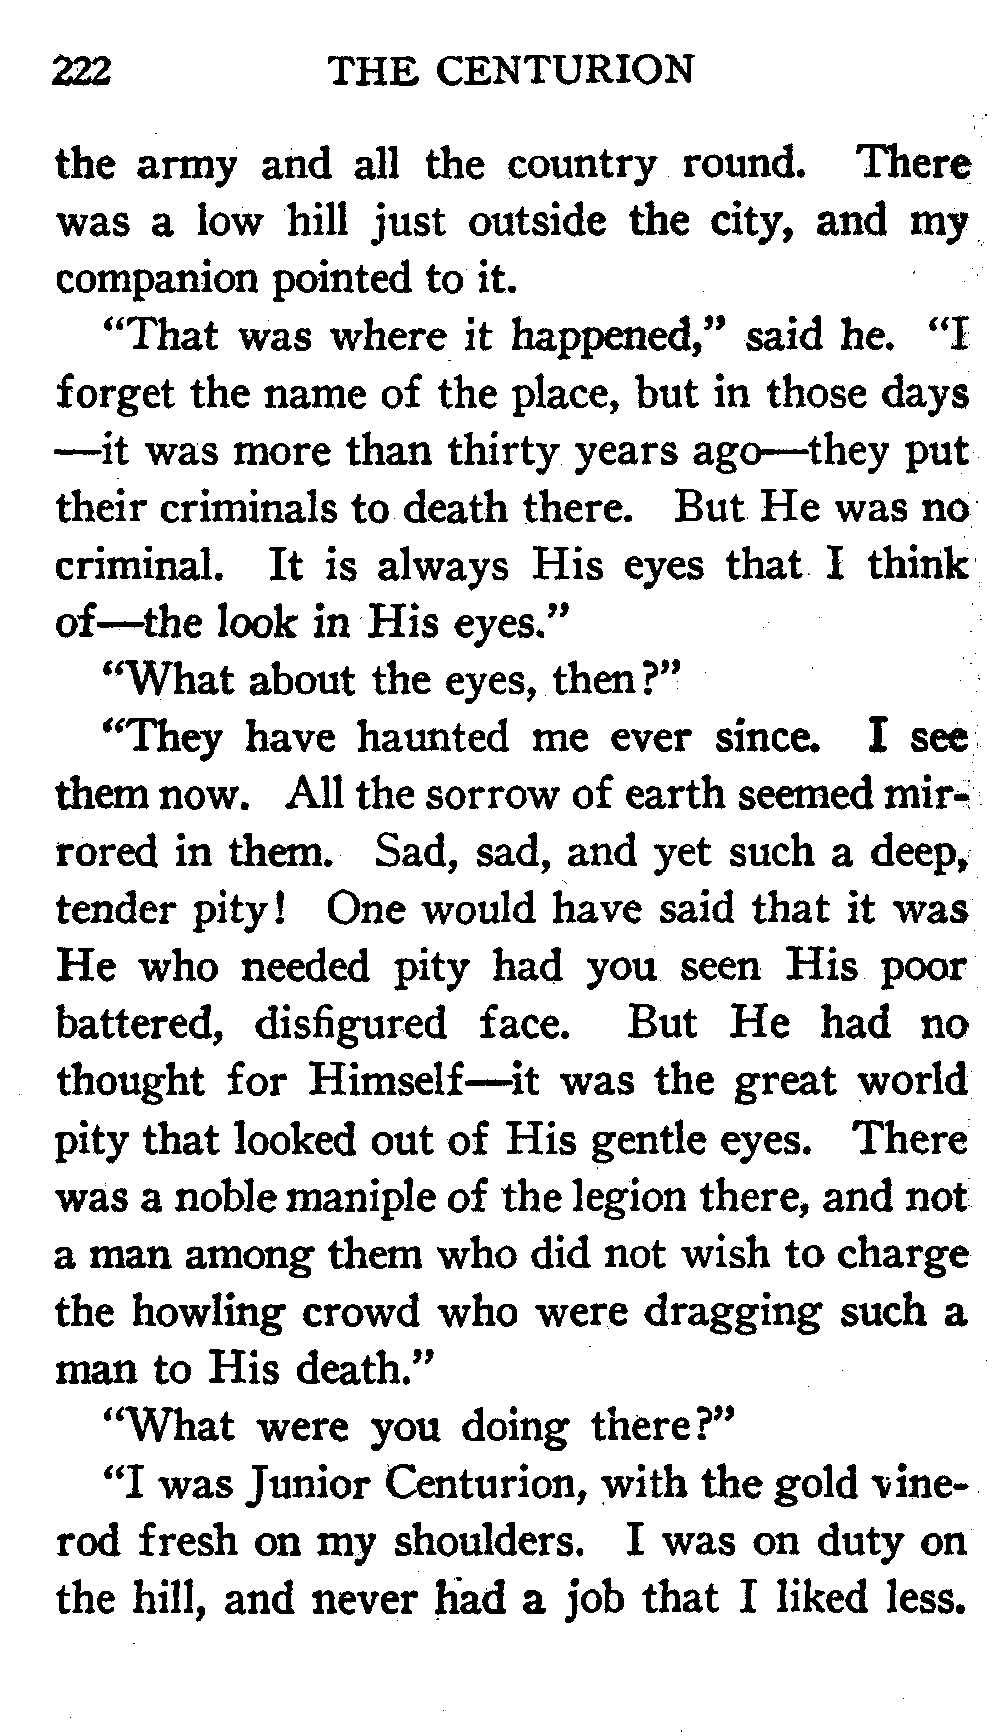 222 THE CENTURION
the army and all the country round. There
was a low hill just outside the city, and my
companion pointed to it.
“That was where it happened,” said he. “I
forget the name of the place, but in those days
—it was more than thirty years ago—they put
their criminals to death there. But He was no
criminal. It is always His eyes that I think
of—the look in His eyes.”
“What about the eyes, then?”
“They have haunted me ever since. I see
them now. All the sorrow of earth seemed mir-
rored in them. Sad, sad, and yet such a deep,
tender pity! One would have said that it was
He who needed pity had you seen His poor
battered, disfigured face. But He had no
thought for Himself—it was the great world
pity that looked out of His gentle eyes. There
was a noble maniple of the legion there, and not
a man among them who did not wish to charge
the howling crowd who were dragging such a
man to His death.”
“What were you doing there?”
“I was Junior Centurion, with the gold vine-
rod fresh on my shoulders. I was on duty on
the hill, and never had a job that I liked less.